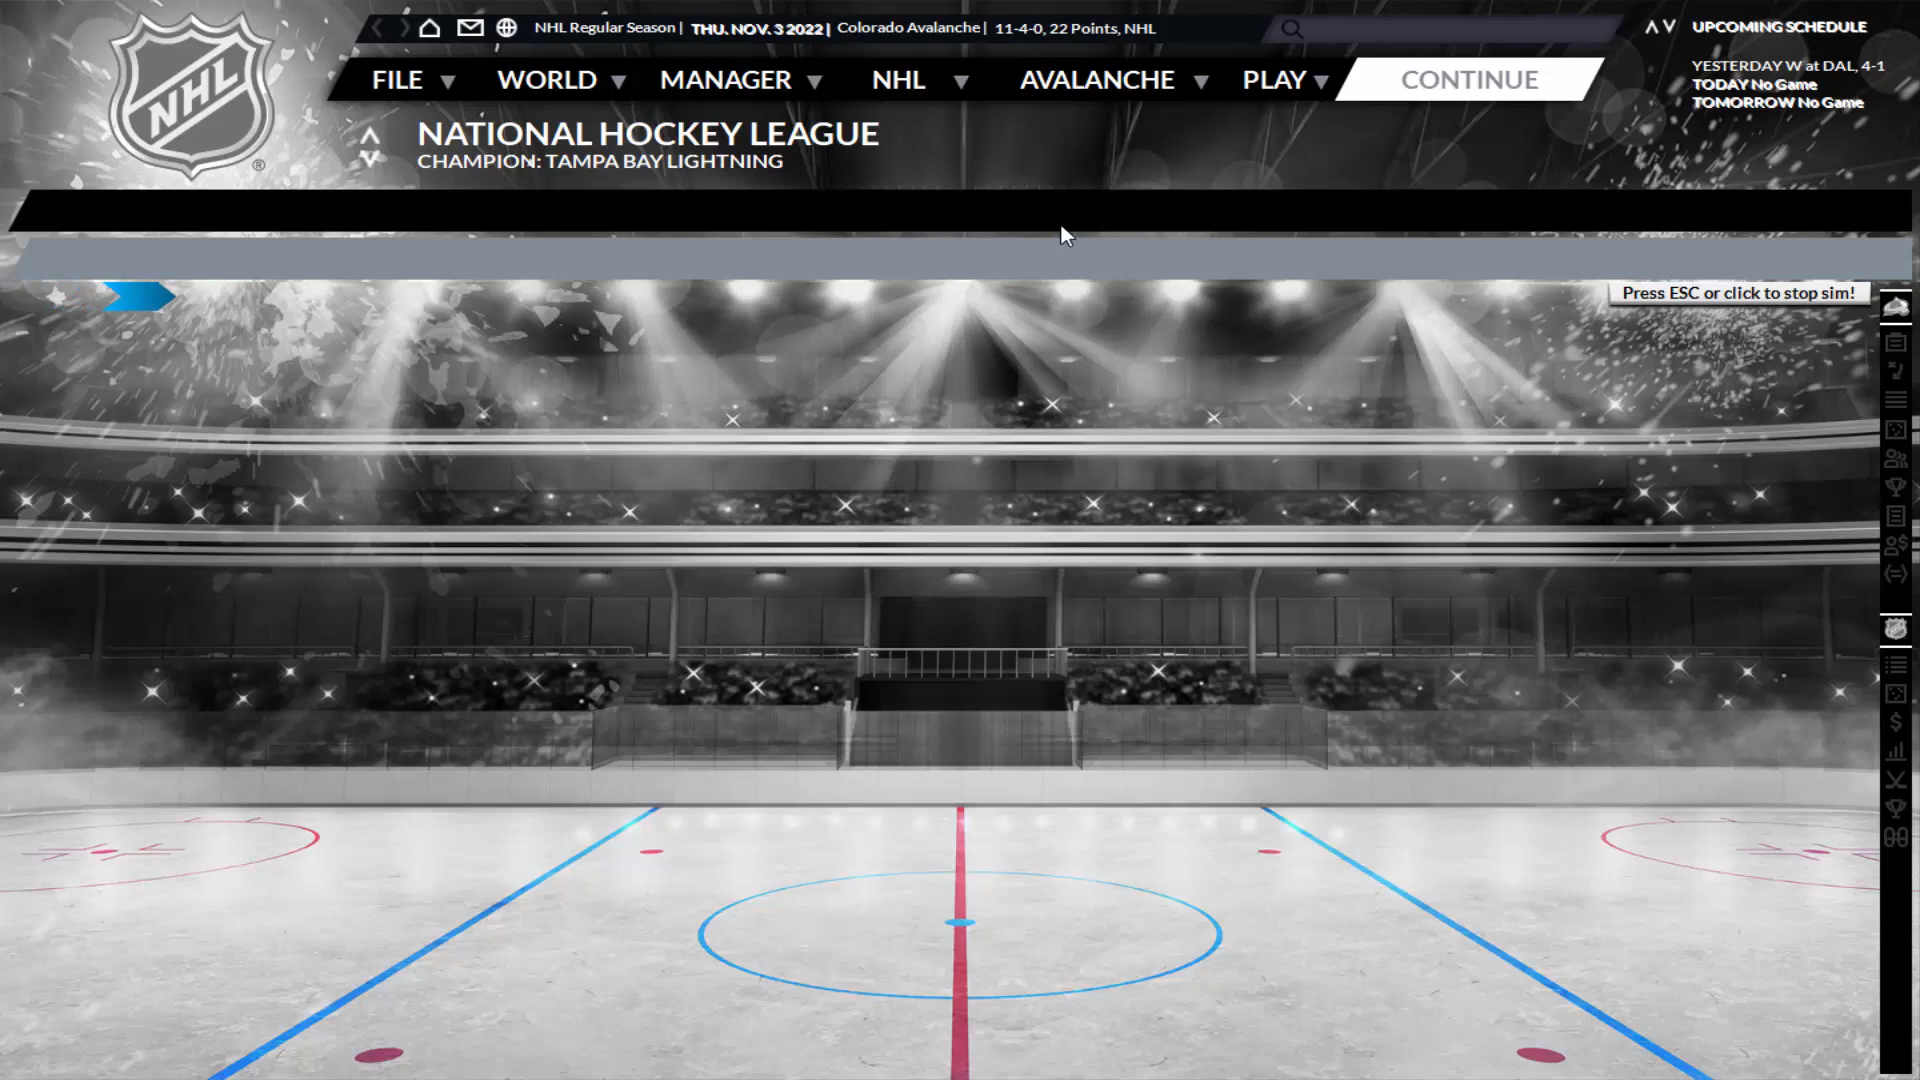 NHL Regular Season | THU. NOV. 3 2022 | Colorado Avalanche | 11-4-0, 22 Points, NHL
UPCOMING SCHEDULE
YESTERDAY W at DAL, 4-1
TODAY No Game
TOMORROW No Game
FILE WORLD MANAGER NHL AVALANCHE PLAY CONTINUE
NHL ®
NATIONAL HOCKEY LEAGUE
CHAMPION: TAMPA BAY LIGHTNING
Press ESC or click to stop sim!